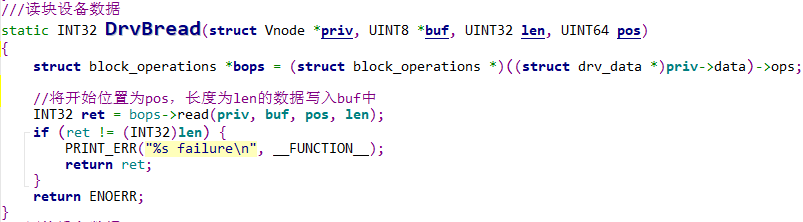 ///读块设备数据
static INT32 DrvBread(struct Vnode *priv, UINT8 *buf, UINT32 len, UINT64 pos)
{
    struct block_operations *bops = (struct block_operations *)((struct drv_data *)priv->data)->ops;
    //将开始位置为pos，长度为len的数据写入buf中
    INT32 ret = bops->read(priv, buf, pos, len);
    if (ret != (INT32)len) {
        PRINT_ERR("%s failure\n", __FUNCTION__);
        return ret;
    }
    return ENOERR;
}